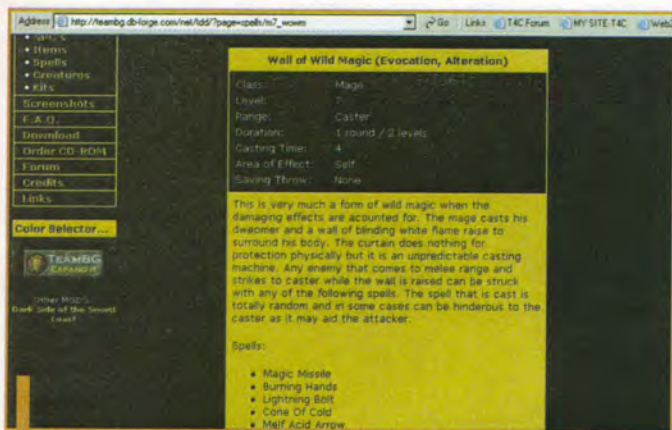 Address http://teambg.db-forge.com/net/tdd/?page=spells/m7_wowm Go Links T4C Forum MY SITE-T4C
Items
Spells
Creatures
Kits
Screenshots
F.A.Q.
Download
Order CD-ROM
Forum
Credits
Links
Color Selector...
TEAMBG
Other MODS
Dark Side of the Sword
Coast
Wall of Wild Magic (Evocation, Alteration)
Class: Mage
Level: 7
Range: Caster
Duration: 1 round / 2 levels
Casting Time: 4
Area of Effect: Self
Saving Throw: None
This is very much a form of wild magic when the
damaging effects are acounted for. The mage casts his
dweomer and a wall of blinding white flame raise to
surround his body. The curtain does nothing for
protection physically but it is an unpredictable casting
machine. Any enemy that comes to melee range and
strikes to caster while the wall is raised can be struck
with any of the following spells. The spell that is cast is
totally random and in some cases can be hinderous to the
caster as it may aid the attacker.
Spells:
Magic Missile
Burning Hands
Lightning Bolt
Cone Of Cold
Melf Acid Arrow